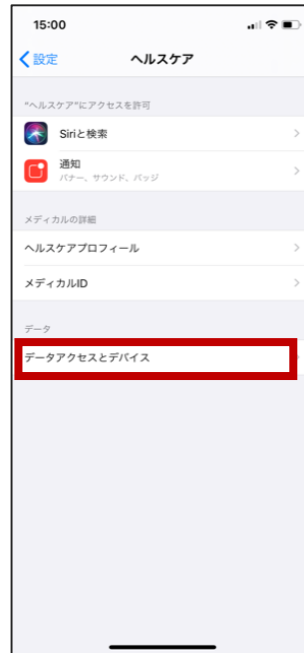 15:00
設定
ヘルスケア
"ヘルスケア"にアクセスを許可
Siriと検索
通知
バナー、サウンド、バッジ
メディカルの詳細
ヘルスケアプロフィール
メディカルID
データ
データアクセスとデバイス